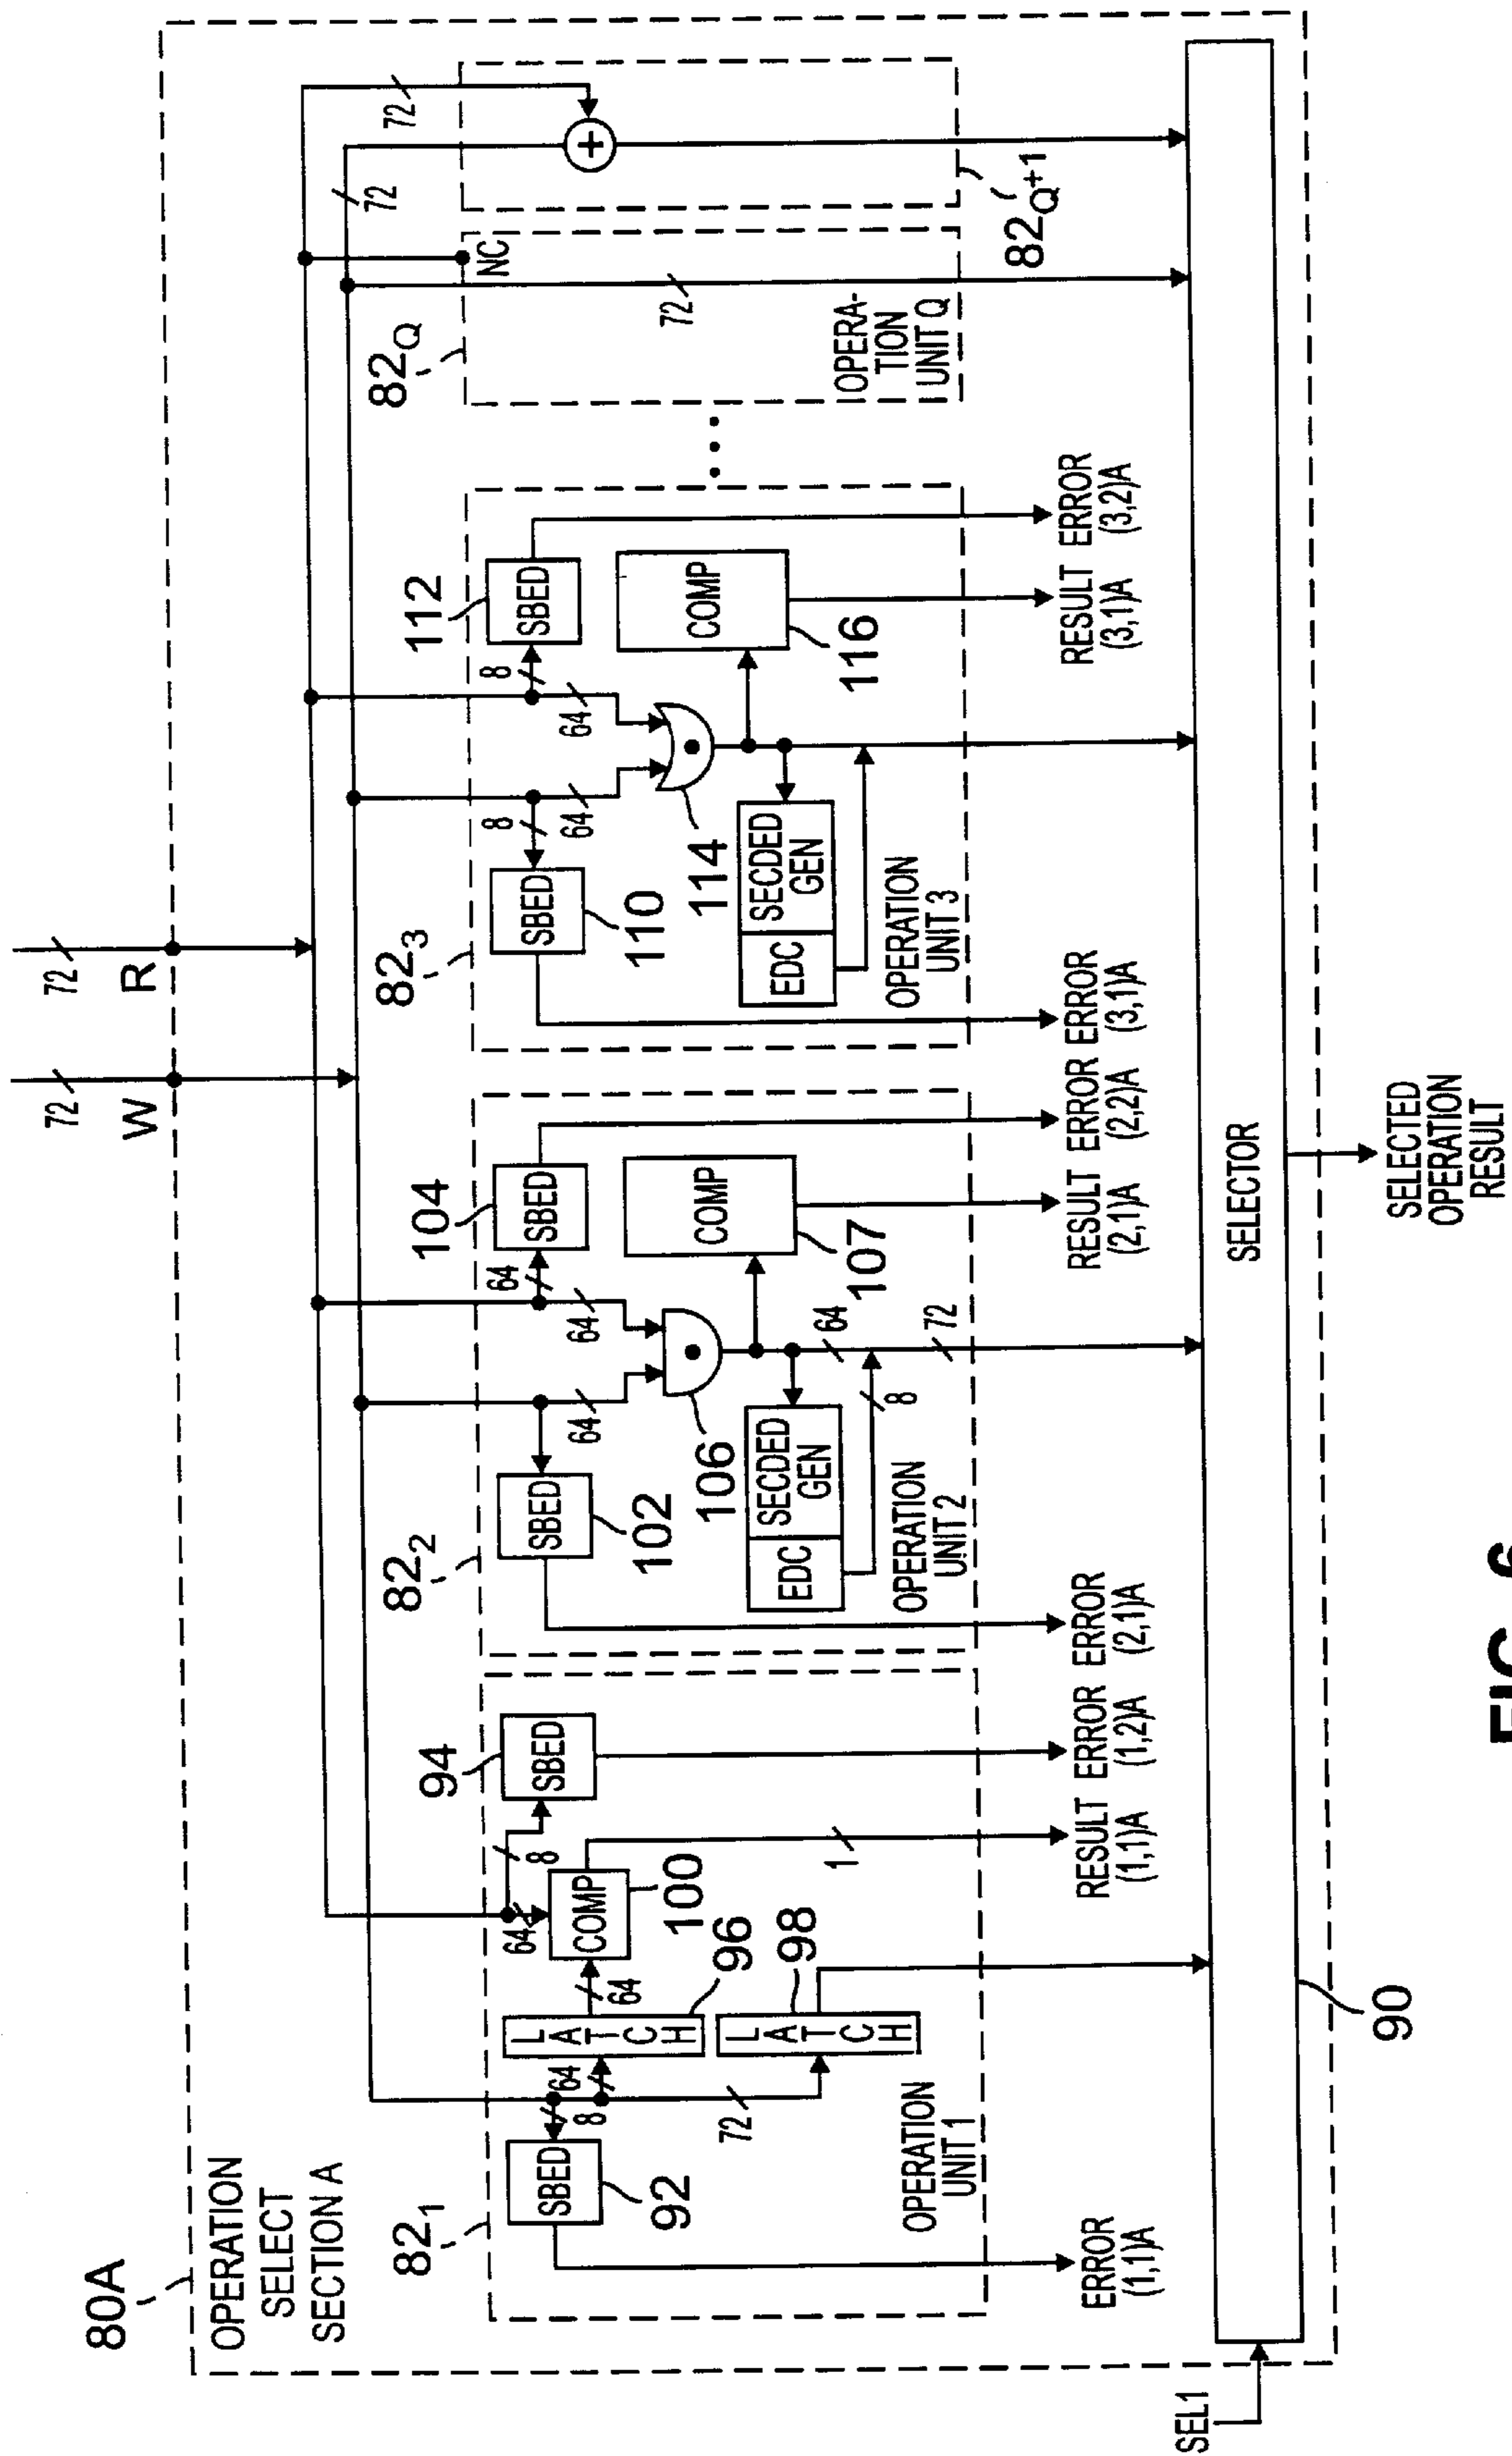 80A
OPERATION
SELECT
SECTION A
72
W
72
R
82₁
SBED
92
8
64
72
LATCH
96
LATCH
98
64
64
8
COMP
100
SBED
94
1
OPERATION
UNIT 1
ERROR
(1,1)A
RESULT
(1,1)A
ERROR
(1,2)A
82₂
SBED
102
64
64
64
SBED
104
106
COMP
107
SECDED
GEN
EDC
64
8
72
OPERATION
UNIT 2
ERROR
(2,1)A
RESULT
(2,1)A
ERROR
(2,2)A
82₃
SBED
110
8
64
8
64
SBED
112
114
COMP
116
SECDED
GEN
EDC
OPERATION
UNIT 3
ERROR
(3,1)A
RESULT
(3,1)A
ERROR
(3,2)A
82Q
NC
72
OPERA-
TION
UNIT Q
72
72
+
82Q+1
SEL1
SELECTOR
90
SELECTED
OPERATION
RESULT
FIG. 6